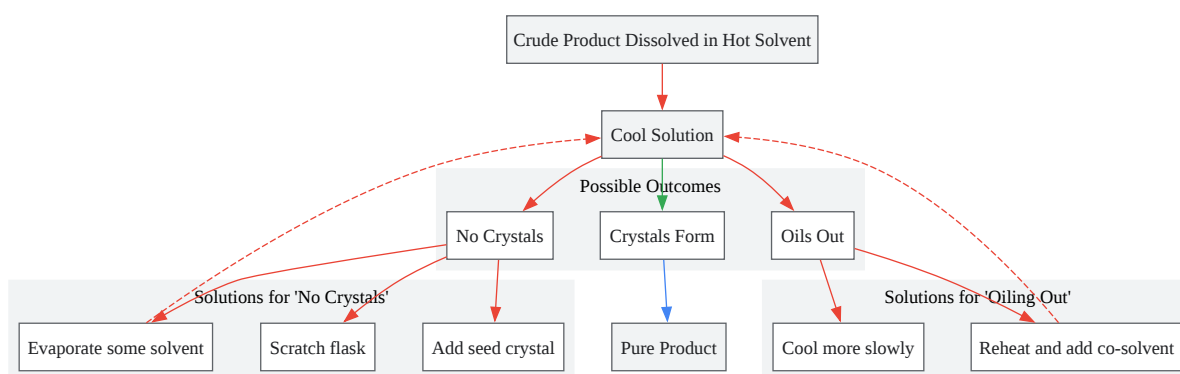 Crude Product Dissolved in Hot Solvent
Cool Solution
Possible Outcomes
No Crystals
Crystals Form
Oils Out
Solutions for 'No Crystals'
Solutions for 'Oiling Out'
Evaporate some solvent
Scratch flask
Add seed crystal
Pure Product
Cool more slowly
Reheat and add co-solvent